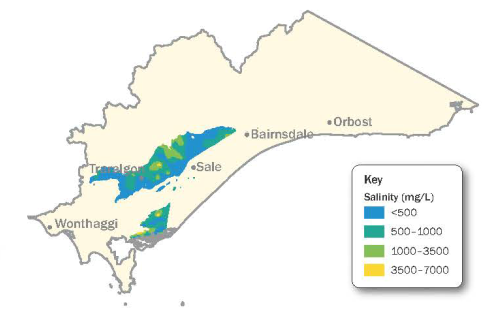 Orbost
Bairnsdale
Traralgon
Sale
Wonthaggi
Key
Salinity (mg/L)
<500
500–1000
1000–3500
3500–7000